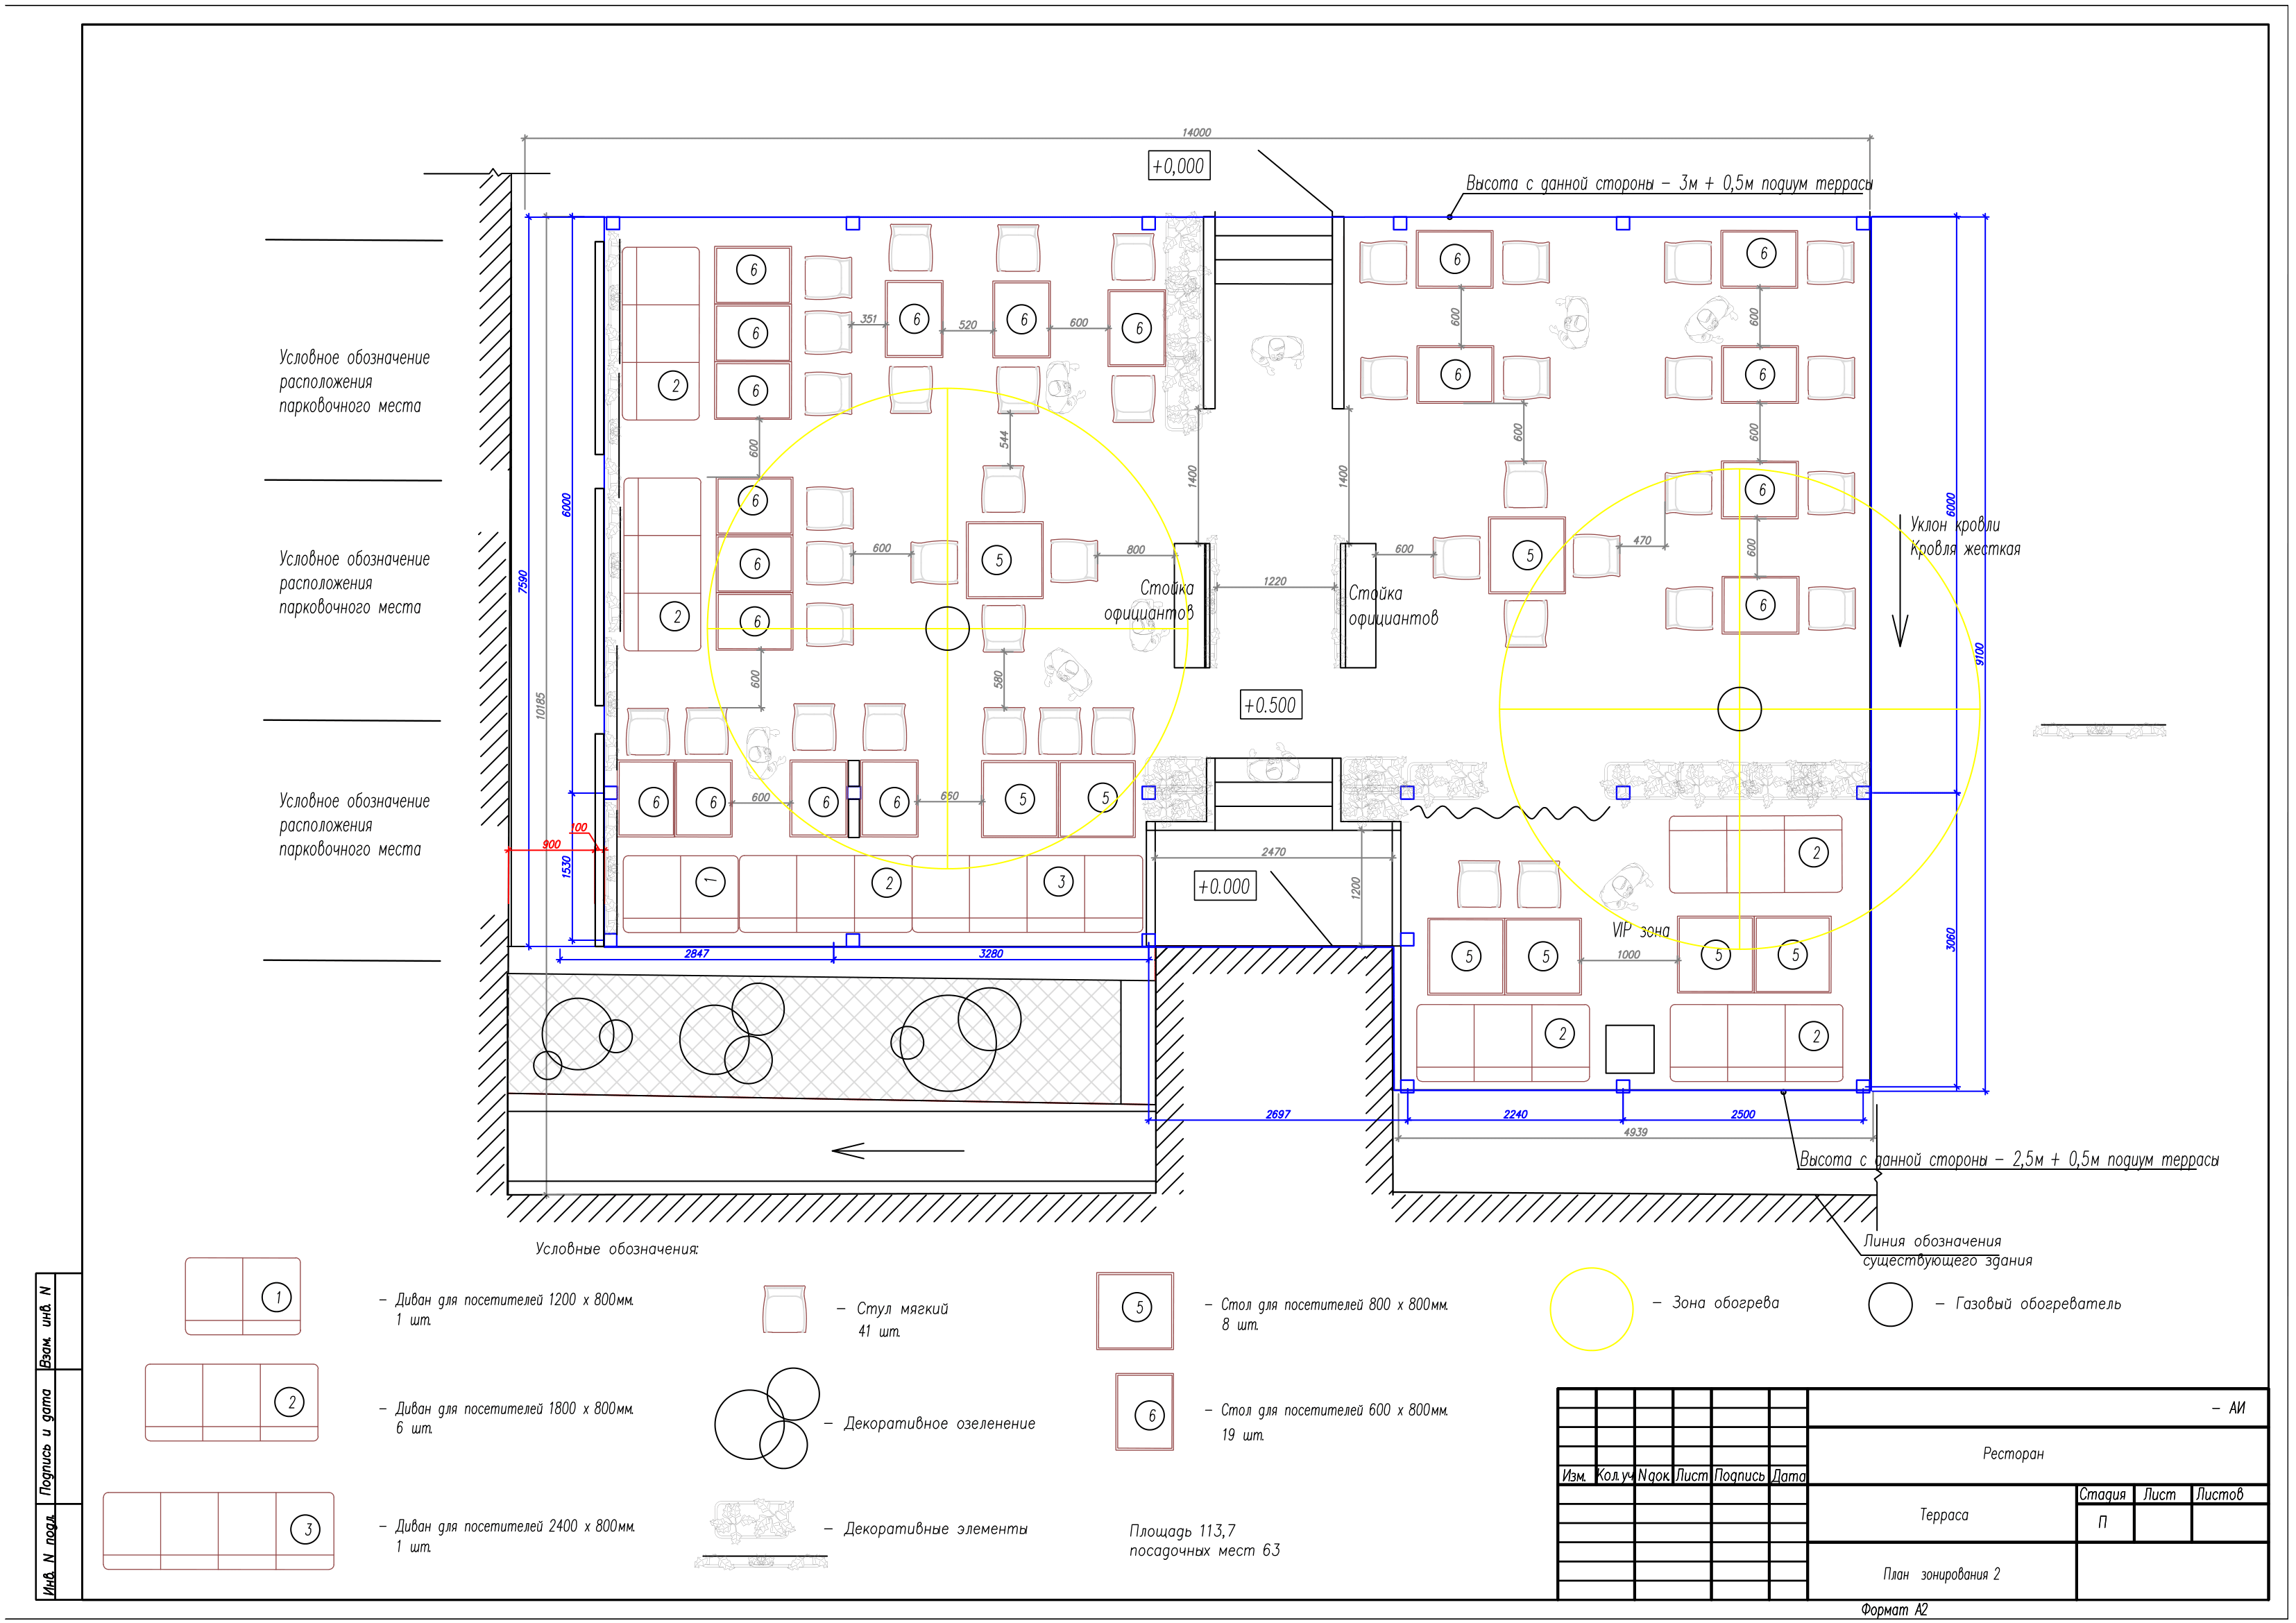 14000
+0,000
Высота с данной стороны - 3м + 0,5м подиум террасы
6
6
6
6
6
6
6
6
6
6
6
2
351
520
600
600
600
Условное обозначение
расположения
парковочного места
600
544
1400
1400
600
600
6
6
6
2
6000
7590
10185
600
5
800
600
5
470
6
600
6
6000
9100
Уклон кровли
Кровля жесткая
Условное обозначение
расположения
парковочного места
1220
Стойка
официантов
Стойка
официантов
600
580
+0.500
Условное обозначение
расположения
парковочного места
6
6
600
6
6
660
5
5
100
900
1530
1
2
3
2470
1200
+0.000
2
VIP зона
5
5
1000
5
5
3060
2847
3280
2
2
2697
2240
2500
4939
Высота с данной стороны - 2,5м + 0,5м подиум террасы
Линия обозначения
существующего здания
Условные обозначения:
1
- Диван для посетителей 1200 х 800мм.
1 шт.
- Стул мягкий
41 шт.
5
- Стол для посетителей 800 х 800мм.
8 шт.
- Зона обогрева
- Газовый обогреватель
2
- Диван для посетителей 1800 х 800мм.
6 шт.
- Декоративное озеленение
6
- Стол для посетителей 600 х 800мм.
19 шт.
3
- Диван для посетителей 2400 х 800мм.
1 шт.
- Декоративные элементы
Площадь 113,7
посадочных мест 63
Взам. инв. N
Подпись и дата
Инв. N подл.
- АИ
Ресторан
Изм. Кол.уч N док. Лист Подпись Дата
Терраса
Стадия Лист Листов
П
План зонирования 2
Формат А2